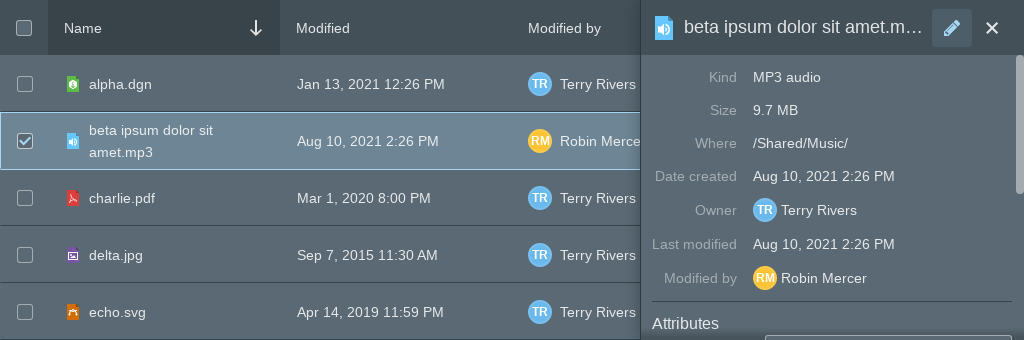 Name Modified Modified by
alpha.dgn Jan 13, 2021 12:26 PM TR Terry Rivers
beta ipsum dolor sit
amet.mp3 Aug 10, 2021 2:26 PM RM Robin Merce
charlie.pdf Mar 1, 2020 8:00 PM TR Terry Rivers
delta.jpg Sep 7, 2015 11:30 AM TR Terry Rivers
echo.svg Apr 14, 2019 11:59 PM TR Terry Rivers
beta ipsum dolor sit amet.m…
Kind MP3 audio
Size 9.7 MB
Where /Shared/Music/
Date created Aug 10, 2021 2:26 PM
Owner TR Terry Rivers
Last modified Aug 10, 2021 2:26 PM
Modified by RM Robin Mercer
Attributes